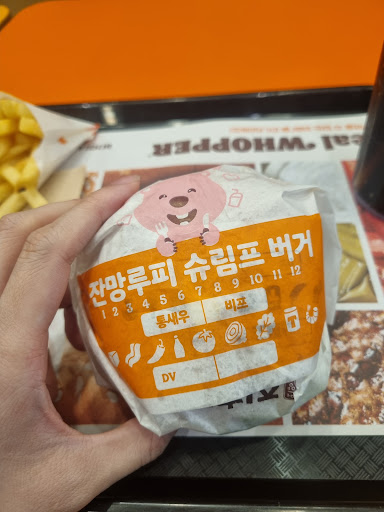 eal "WHOPPER"
잔망루피 슈림프 버거
1 2 3 4 5 6 7 8 9 10 11 12
통새우 비프
DV